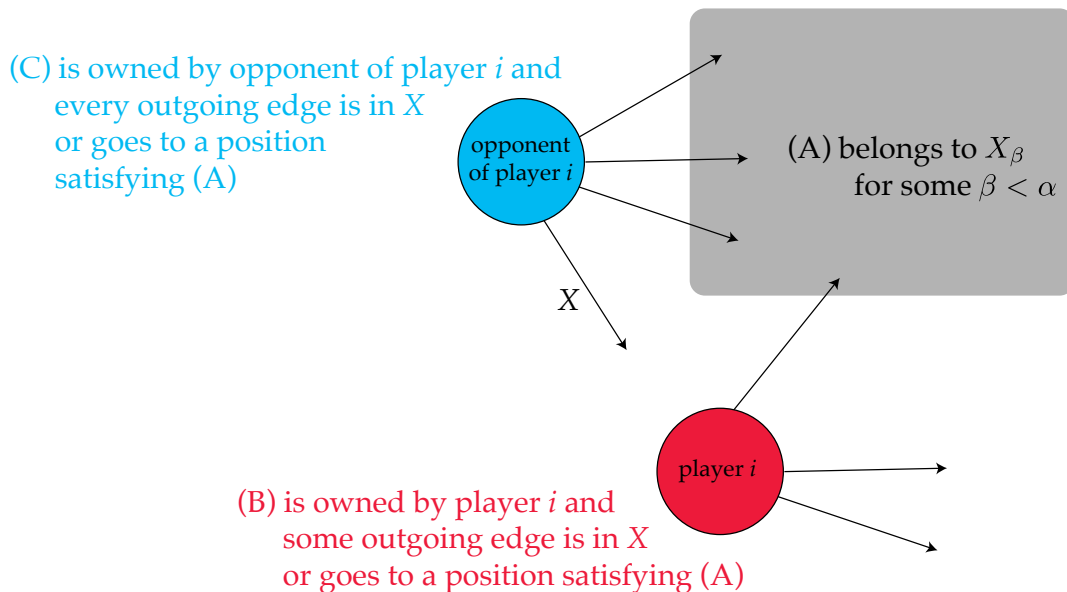 (C) is owned by opponent of player i and
every outgoing edge is in X
or goes to a position
satisfying (A)
opponent
of player i
(A) belongs to X_β
for some β < α
X
player i
(B) is owned by player i and
some outgoing edge is in X
or goes to a position satisfying (A)